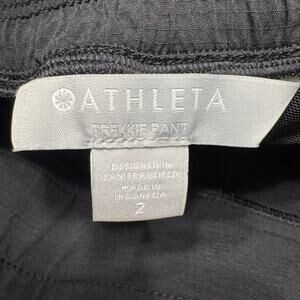 ATHLETA
TREKKIE PANT
DESIGNED IN
SAN FRANCISCO
MADE IN
INDONESIA
2